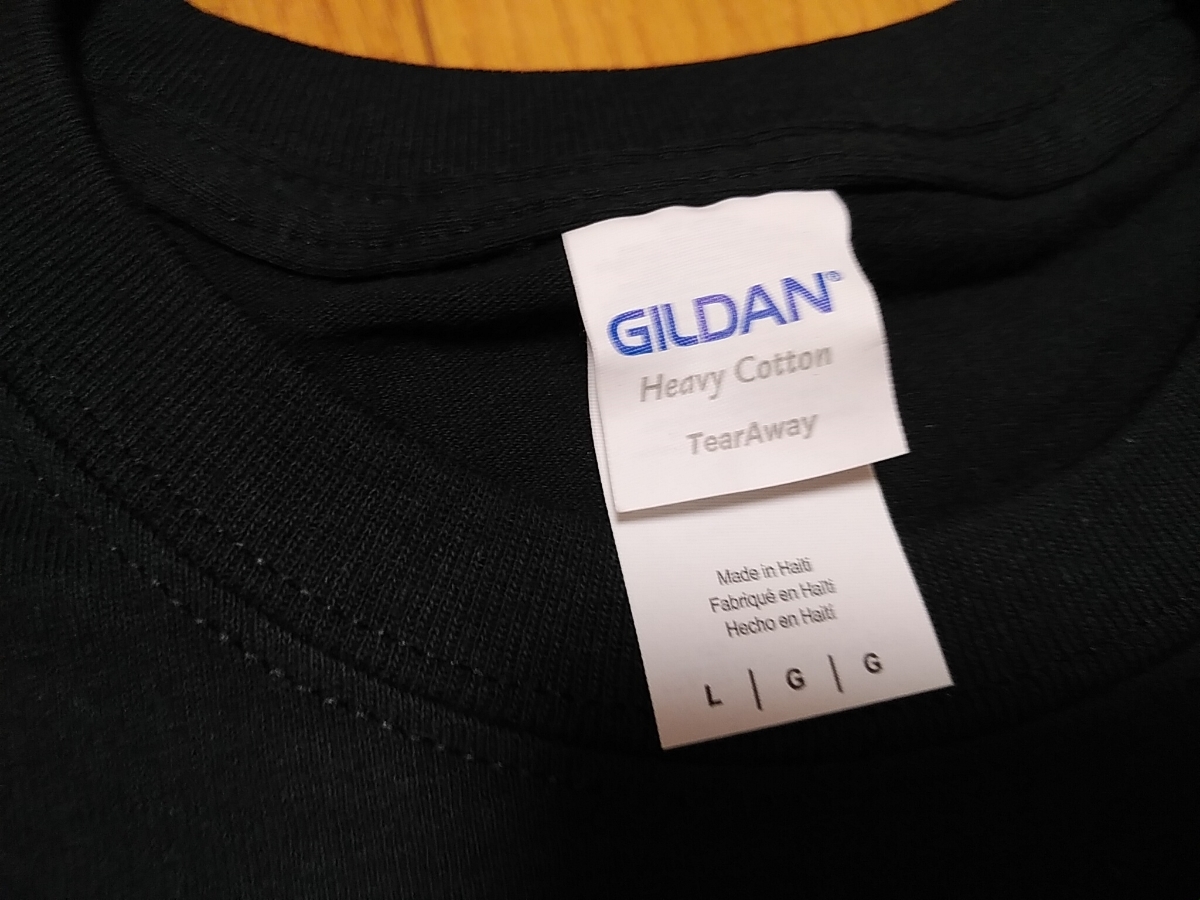 GILDAN®
Heavy Cotton
TearAway
Made in Haiti
Fabriqué en Haïti
Hecho en Haití
L | G | G